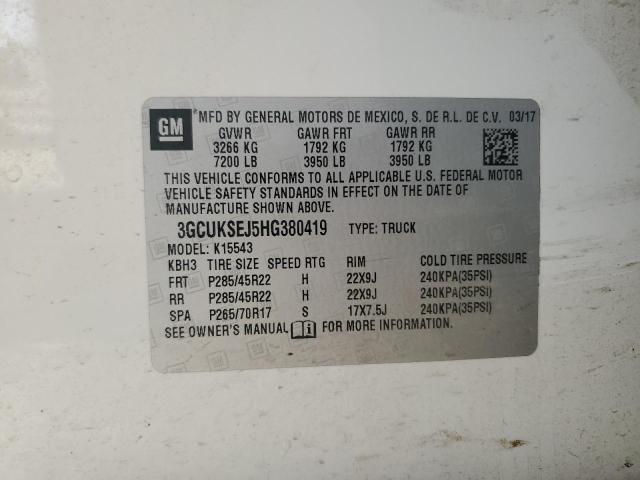 GM
*MFD BY GENERAL MOTORS DE MEXICO, S. DE R.L. DE C.V. 03/17
GVWR GAWR FRT GAWR RR
3266 KG 1792 KG 1792 KG
7200 LB 3950 LB 3950 LB
THIS VEHICLE CONFORMS TO ALL APPLICABLE U.S. FEDERAL MOTOR
VEHICLE SAFETY STANDARDS IN EFFECT ON THE DATE OF
MANUFACTURE SHOWN ABOVE.
3GCUKSEJ5HG380419 TYPE: TRUCK
MODEL: K15543
KBH3 TIRE SIZE SPEED RTG RIM COLD TIRE PRESSURE
FRT P285/45R22 H 22X9J 240KPA(35PSI)
RR P285/45R22 H 22X9J 240KPA(35PSI)
SPA P265/70R17 S 17X7.5J 240KPA(35PSI)
SEE OWNER'S MANUAL FOR MORE INFORMATION.